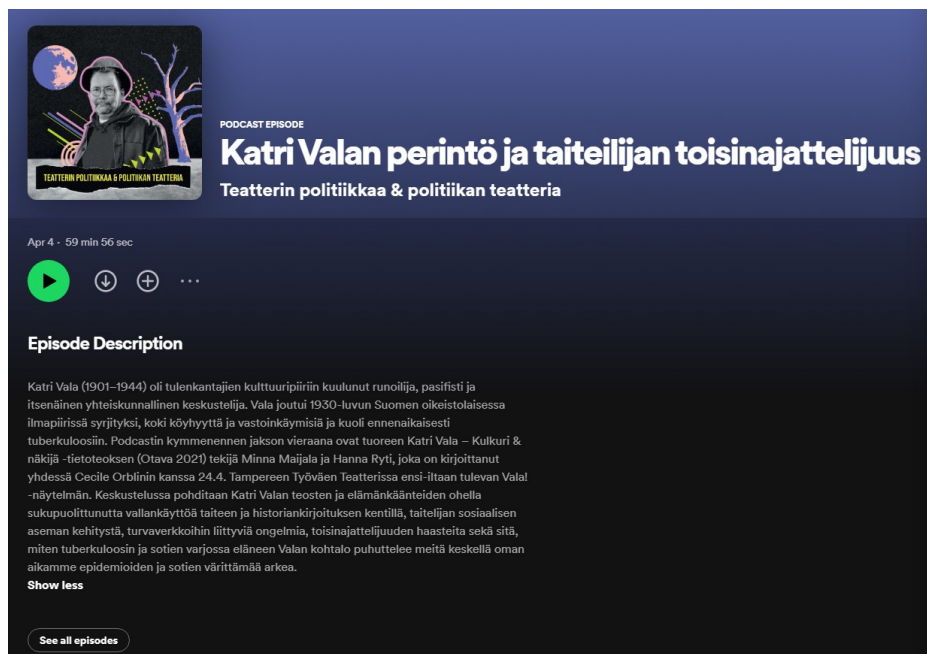 TEATTERIN POLITIIKKAA & POLITIIKAN TEATTERIA
PODCAST EPISODE
Katri Valan perintö ja taiteilijan toisinajattelijuus
Teatterin politiikkaa & politiikan teatteria
Apr 4 · 59 min 56 sec
Episode Description
Katri Vala (1901–1944) oli tulenkantajien kulttuuripiiriin kuulunut runoilija, pasifisti ja
itsenäinen yhteiskunnallinen keskustelija. Vala joutui 1930-luvun Suomen oikeistolaisessa
ilmapiirissä syrjityksi, koki köyhyyttä ja vastoinkäymisiä ja kuoli ennenaikaisesti
tuberkuloosiin. Podcastin kymmenennen jakson vieraana ovat tuoreen Katri Vala – Kulkuri &
näkijä -tietoteoksen (Otava 2021) tekijä Minna Maijala ja Hanna Ryti, joka on kirjoittanut
yhdessä Cecile Orblinin kanssa 24.4. Tampereen Työväen Teatterissa ensi-iltaan tulevan Vala!
-näytelmän. Keskustelussa pohditaan Katri Valan teosten ja elämänkäänteiden ohella
sukupuolittunutta vallankäyttöä taiteen ja historiankirjoituksen kentillä, taitelijan sosiaalisen
aseman kehitystä, turvaverkkoihin liittyviä ongelmia, toisinajattelijuuden haasteita sekä sitä,
miten tuberkuloosin ja sotien varjossa eläneen Valan kohtalo puhuttelee meitä keskellä oman
aikamme epidemioiden ja sotien värittämää arkea.
Show less
See all episodes